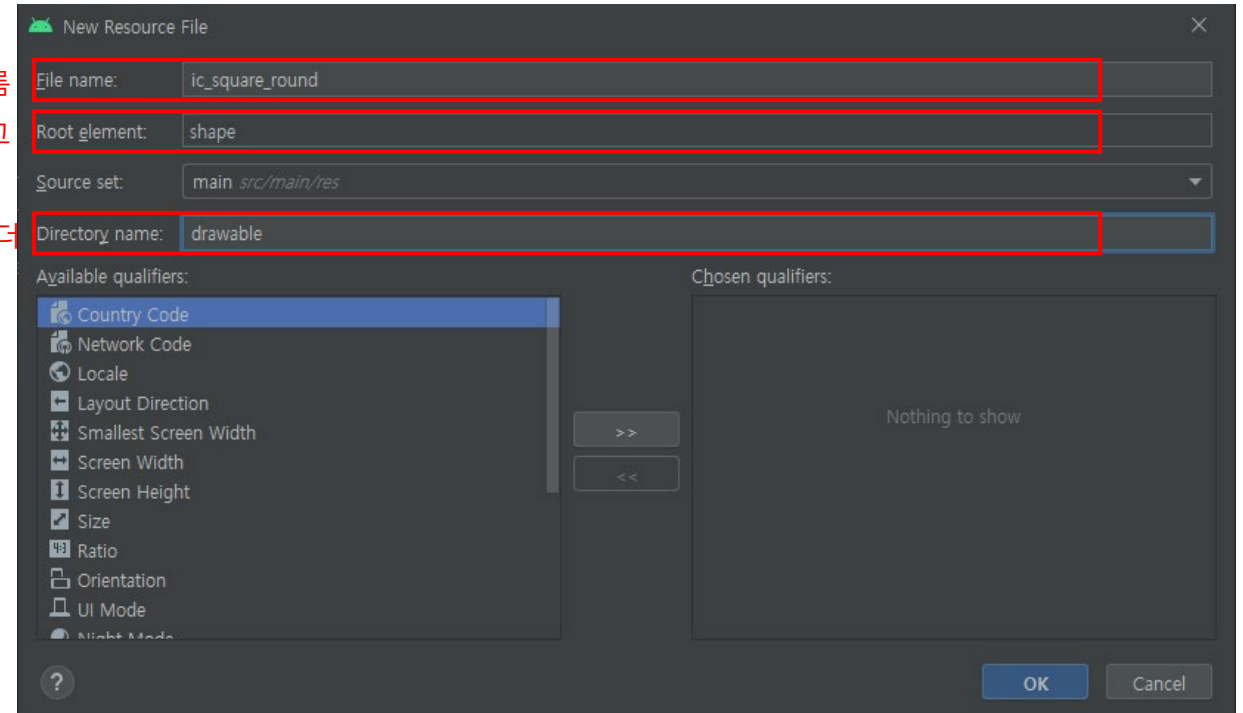 New Resource File
File name: ic_square_round
Root element: shape
Source set: main src/main/res
Directory name: drawable
Available qualifiers:
Chosen qualifiers:
Country Code
Network Code
Locale
Layout Direction
Smallest Screen Width
Screen Width
Screen Height
Size
Ratio
Orientation
UI Mode
Night Mode
>>
<<
Nothing to show
?
OK
Cancel